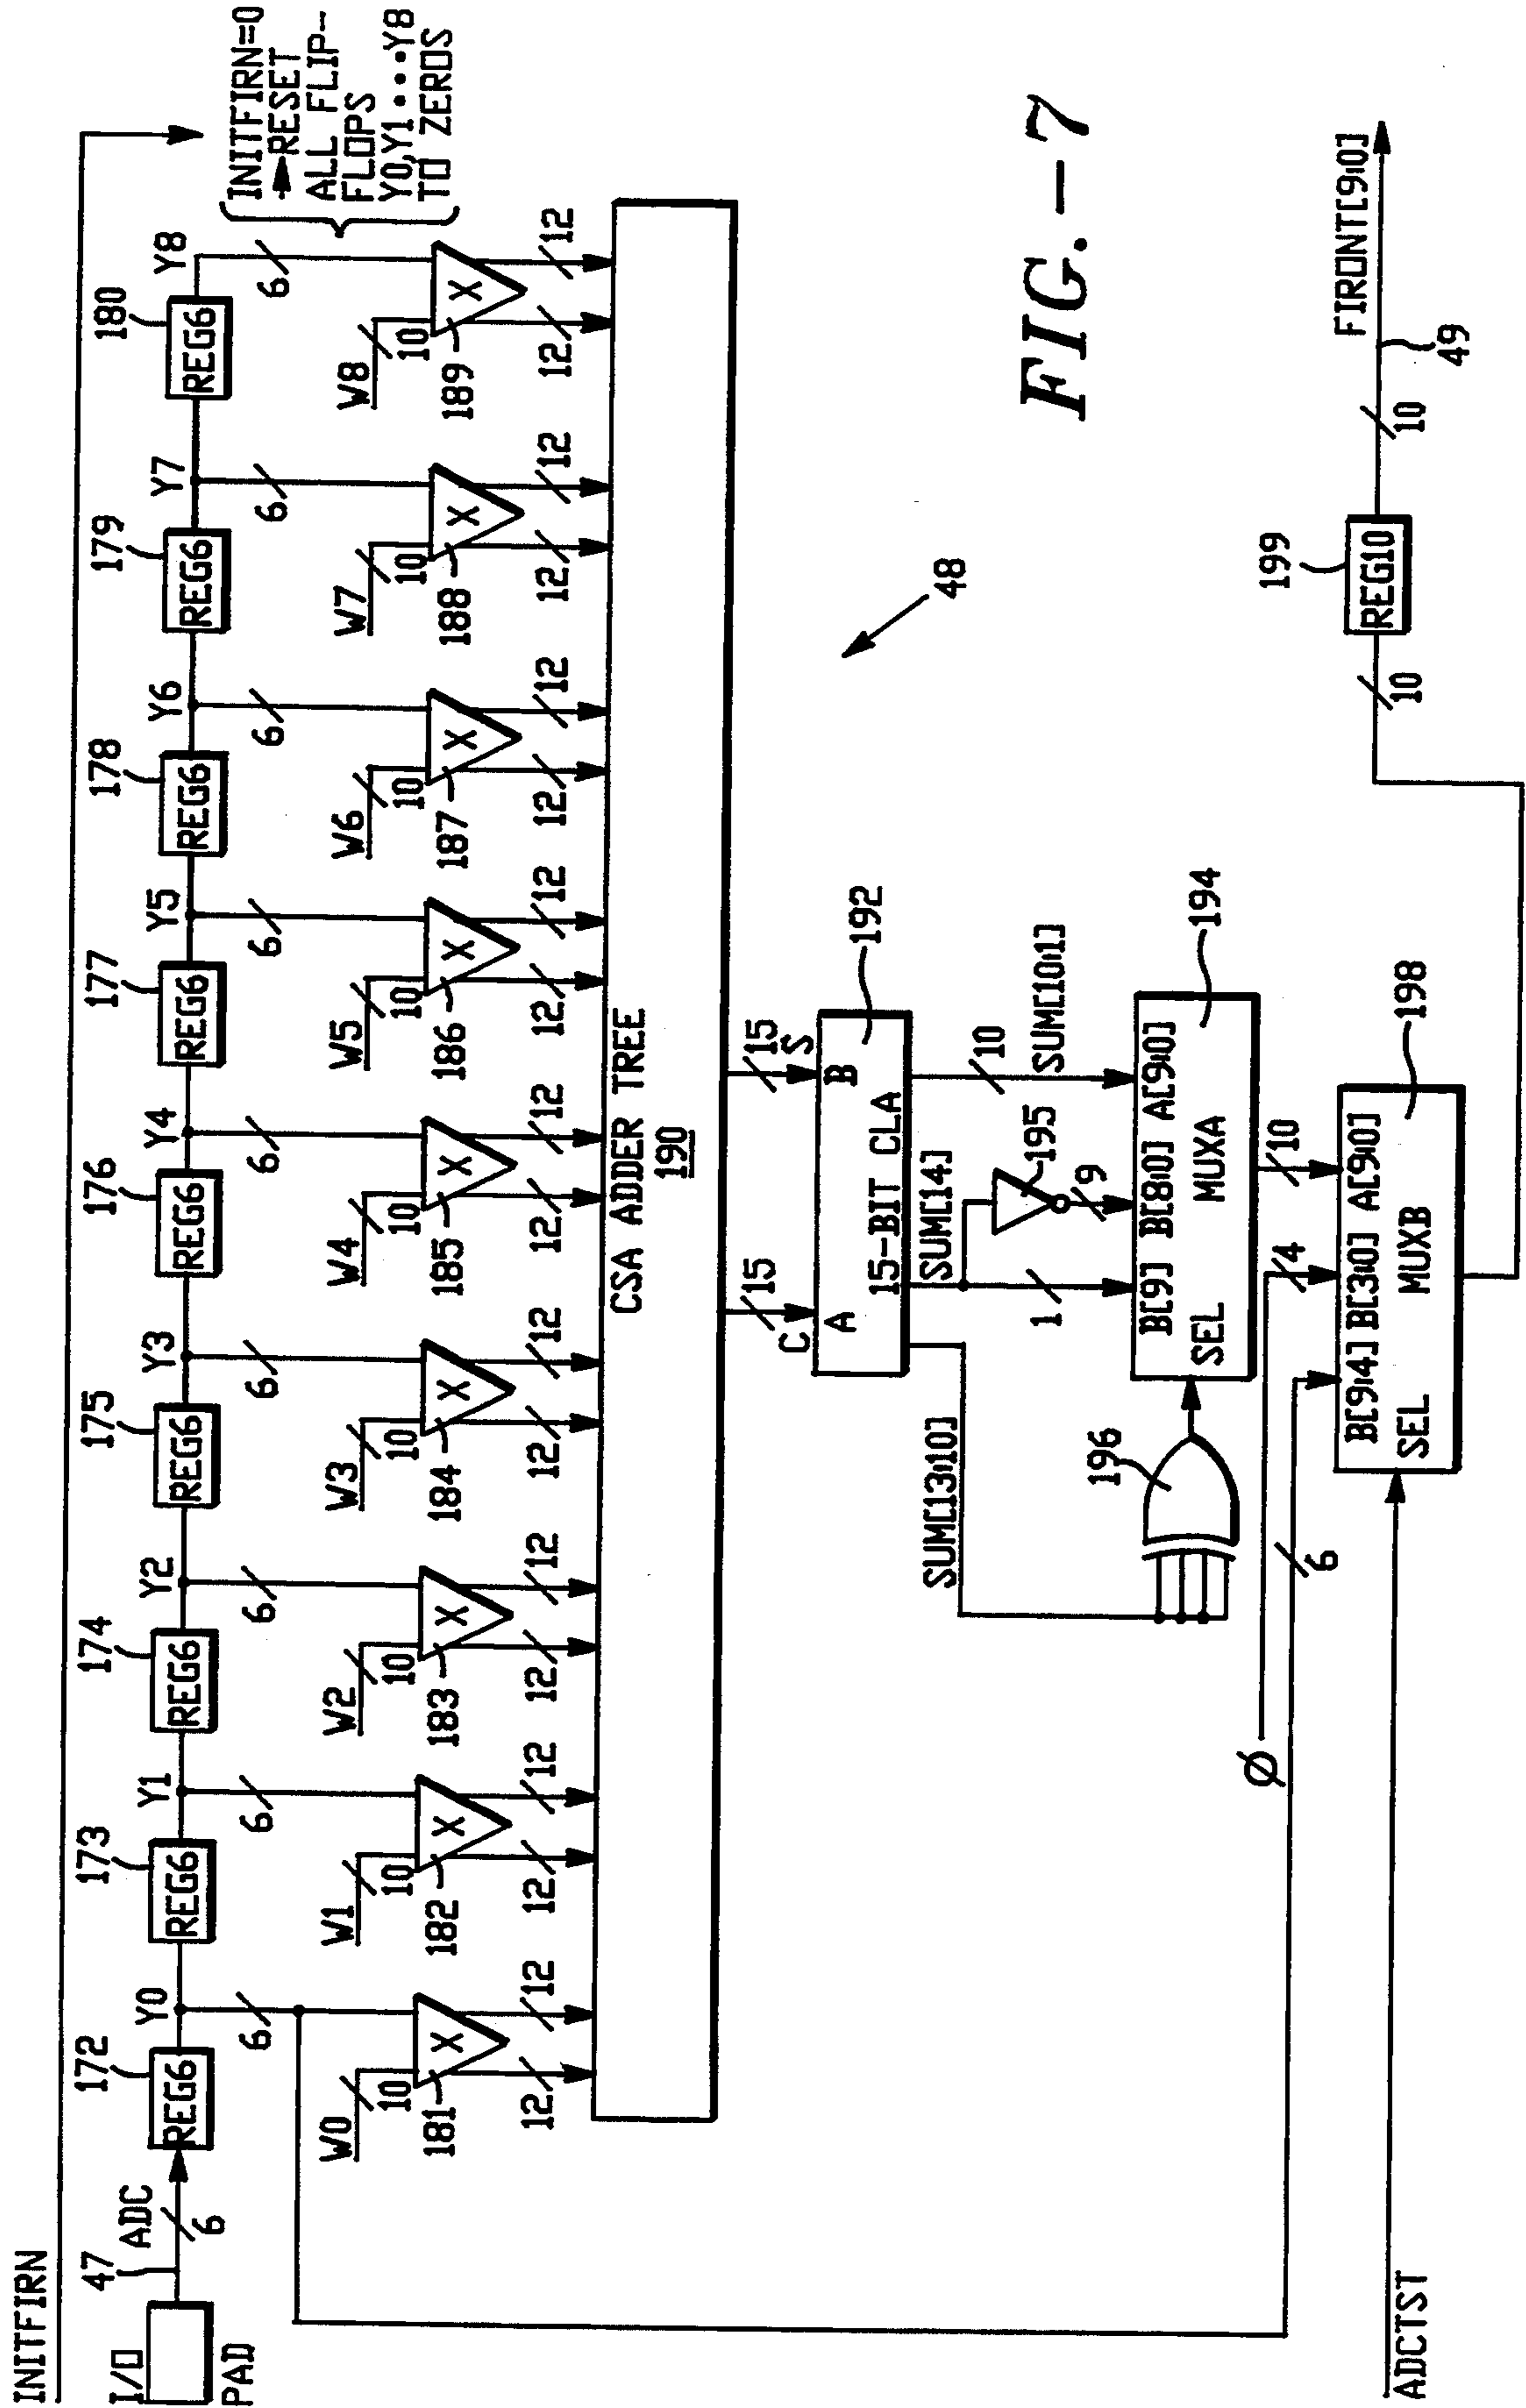 INITFIRN
I/O
PAD
47
ADC
6
172
REG6
Y0
173
REG6
Y1
174
REG6
Y2
175
REG6
Y3
176
REG6
Y4
177
REG6
Y5
178
REG6
Y6
179
REG6
Y7
180
REG6
Y8
INITFIRN=0
RESET
ALL FLIP-
FLOPS
Y0,Y1•••Y8
TO ZEROS
6
6
6
6
6
6
6
6
6
W0
10
X
181
12
12
W1
10
X
182
12
12
W2
10
X
183
12
12
W3
10
X
184
12
12
W4
10
X
185
12
12
W5
10
X
186
12
12
W6
10
X
187
12
12
W7
10
X
188
12
12
W8
10
X
189
12
12
CSA ADDER TREE
190
C
15
15
S
A
B
15-BIT CLA
192
48
SUM[13:10]
SUM[14]
SUM[10:1]
1
195
9
10
196
B[9] B[8:0] A[9:0]
SEL
MUXA
194
Ø
6
4
10
B[9:4] B[3:0] A[9:0]
SEL
MUXB
198
ADCTST
10
199
REG10
10
49
FIRONT[9:0]
FIG.-7